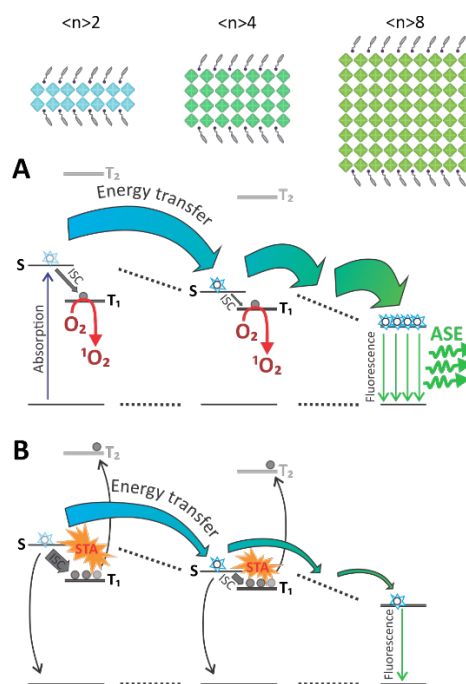 <n>2 <n>4 <n>8
A
T₂
Energy transfer
T₂
S
ISC
T₁
S
ISC
T₁
O₂
¹O₂
O₂
¹O₂
Absorption
Fluorescence
ASE
B
T₂
Energy transfer
T₂
S
STA
ISC
T₁
S
STA
ISC
T₁
Fluorescence